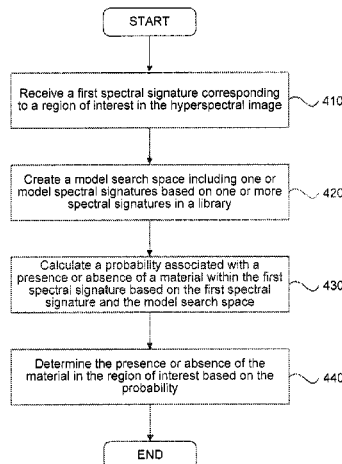 START
Receive a first spectral signature corresponding
to a region of interest in the hyperspectral image
410
Create a model search space including one or
model spectral signatures based on one or more
spectral signatures in a library
420
Calculate a probability associated with a
presence or absence of a material within the first
spectral signature based on the first spectral
signature and the model search space
430
Determine the presence or absence of the
material in the region of interest based on the
probability
440
END